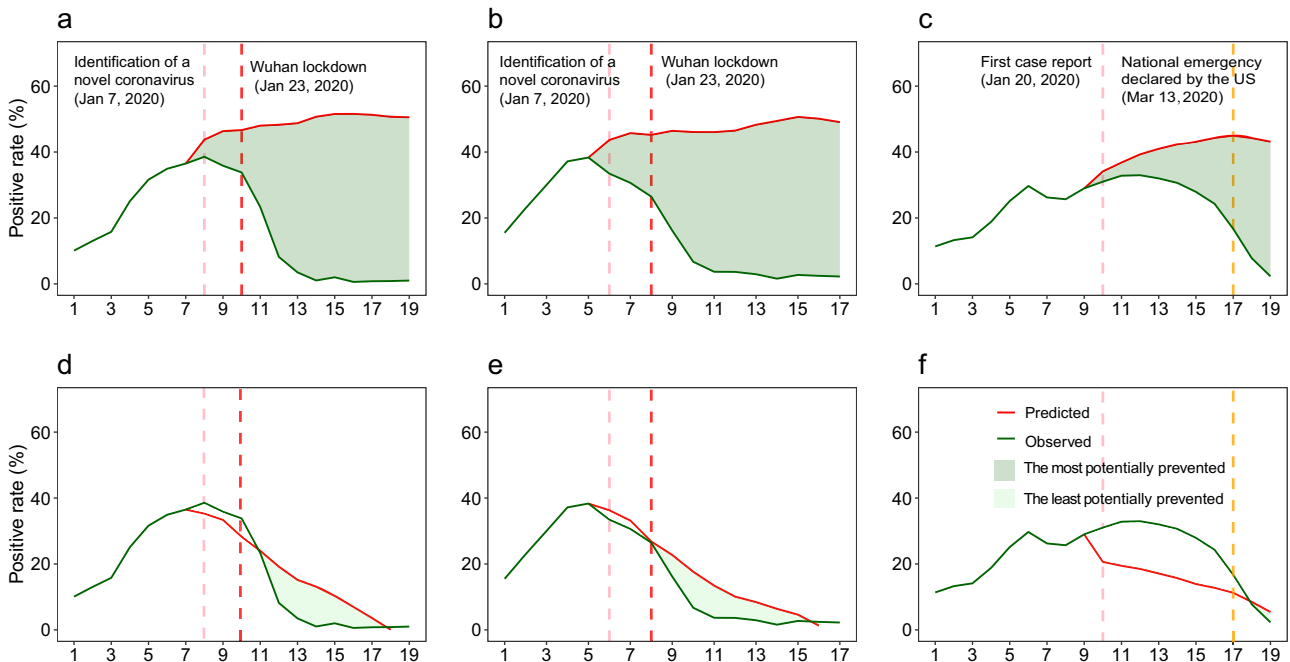 a
b
c
Positive rate (%)
60
40
20
0
Identification of a
novel coronavirus
(Jan 7, 2020)
Wuhan lockdown
(Jan 23, 2020)
1 3 5 7 9 11 13 15 17 19
60
40
20
0
Identification of a
novel coronavirus
(Jan 7, 2020)
Wuhan lockdown
(Jan 23, 2020)
1 3 5 7 9 11 13 15 17
60
40
20
0
First case report
(Jan 20, 2020)
National emergency
declared by the US
(Mar 13, 2020)
1 3 5 7 9 11 13 15 17 19
d
e
f
Positive rate (%)
60
40
20
0
1 3 5 7 9 11 13 15 17 19
60
40
20
0
1 3 5 7 9 11 13 15 17
60
40
20
0
Predicted
Observed
The most potentially prevented
The least potentially prevented
1 3 5 7 9 11 13 15 17 19